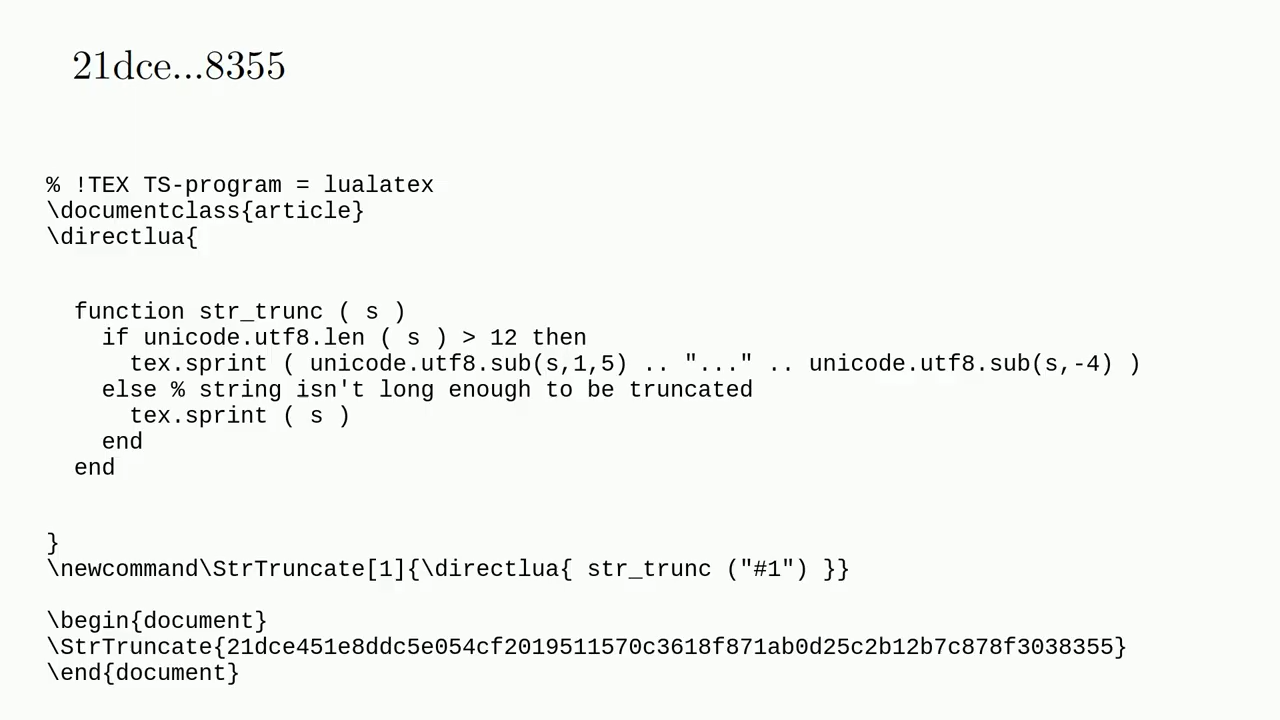 21dce...8355
% !TEX TS-program = lualatex
\documentclass{article}
\directlua{
function str_trunc ( s )
if unicode.utf8.len ( s ) > 12 then
tex.sprint ( unicode.utf8.sub(s,1,5) .. "..." .. unicode.utf8.sub(s,-4) )
else % string isn't long enough to be truncated
tex.sprint ( s )
end
end
}
\newcommand\StrTruncate[1]{\directlua{ str_trunc ("#1") }}
\begin{document}
\StrTruncate{21dce451e8ddc5e054cf2019511570c3618f871ab0d25c2b12b7c878f3038355}
\end{document}